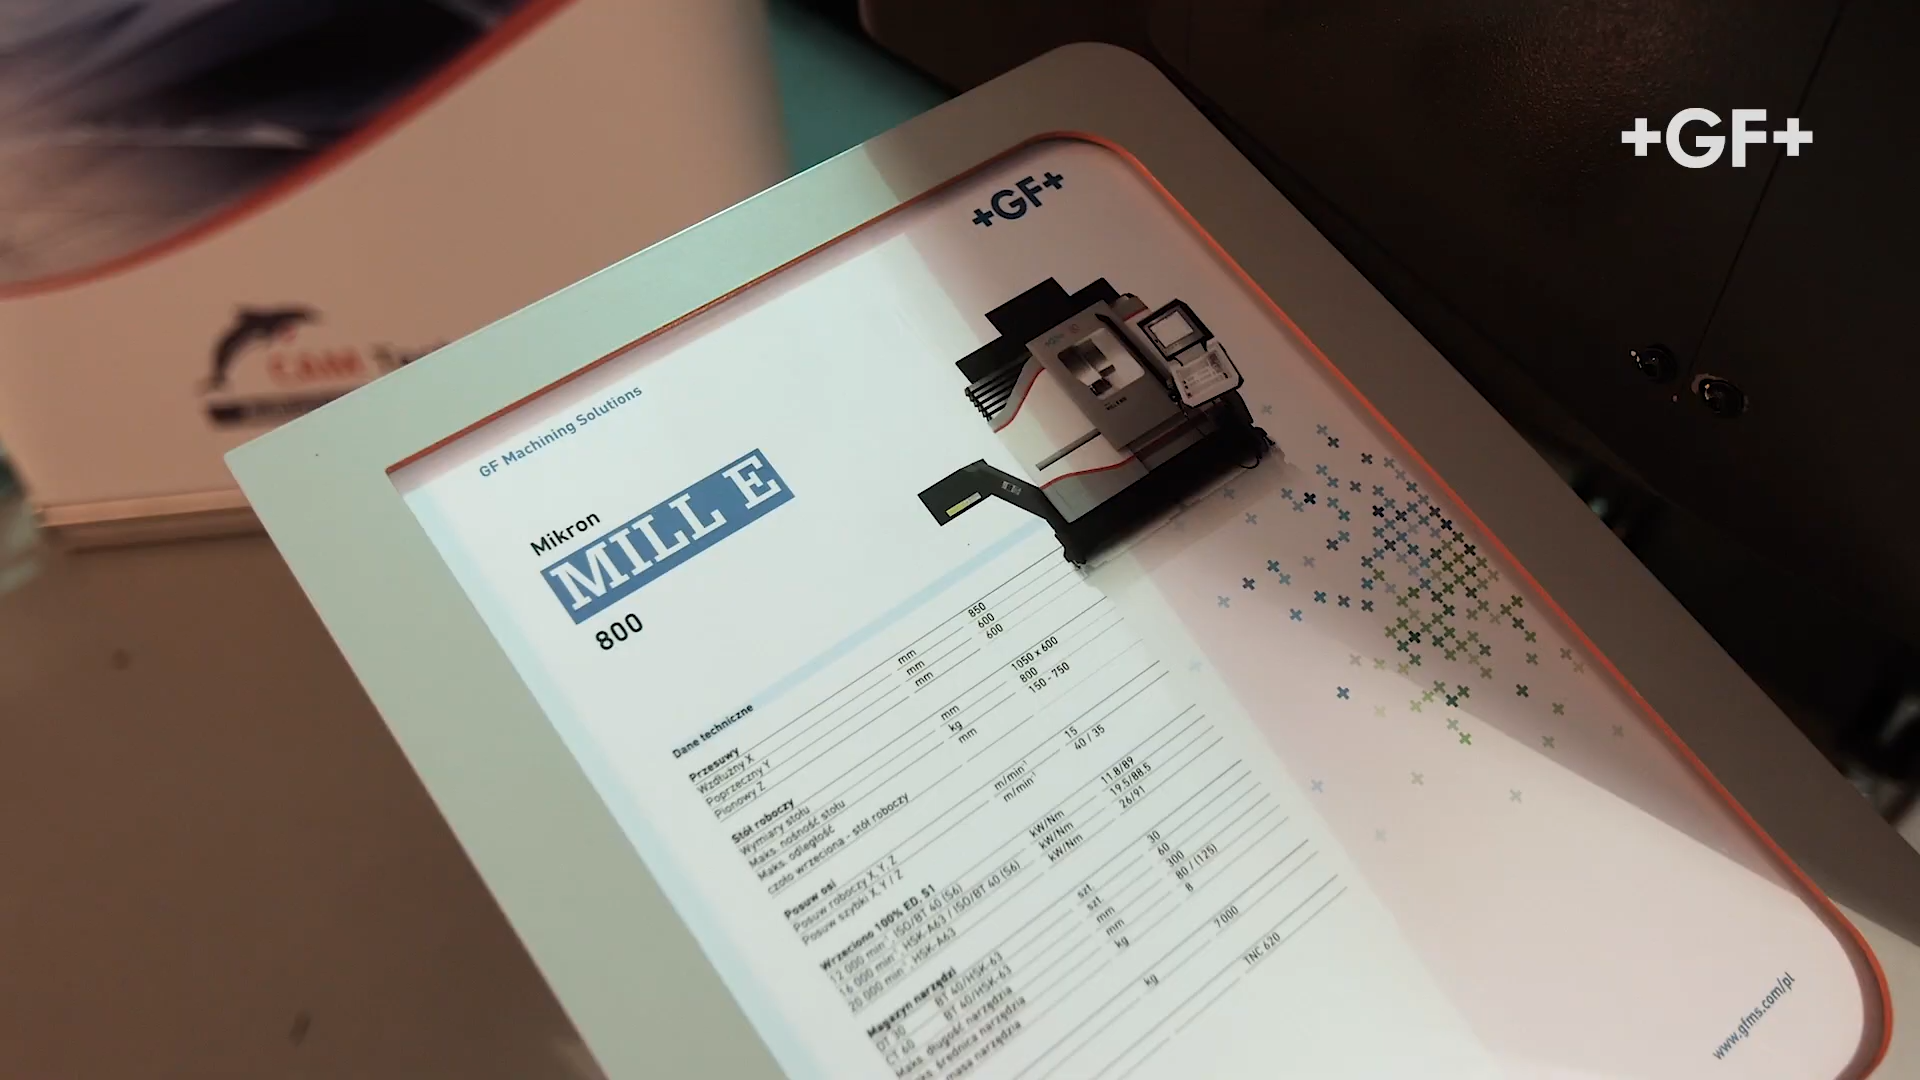 +GF+
+GF+
CAM
GF Machining Solutions
Mikron
MILL E
800
Dane techniczne
Przesuwy
Wzdłużny X mm 850
Poprzeczny Y mm 600
Pionowy Z mm 600
Stół roboczy
Wymiary stołu mm 1050 x 600
Maks. nośność stołu kg 800
Maks. odległość mm 150 - 750
czoło wrzeciona - stół roboczy
Posuw osi
Posuw roboczy X, Y, Z m/min-1 15
Posuw szybki X, Y / Z m/min-1 40 / 35
Wrzeciono 100% ED, S1
12 000 min-1, ISO/BT 40 (S6) kW/Nm 11.8/89
16 000 min-1, HSK-A63 / ISO/BT 40 (S6) kW/Nm 19.5/88.5
20 000 min-1, HSK-A63 kW/Nm 26/91
Magazyn narzędzi
DT 30 BT 40/HSK-63 szt 30
CT 60 BT 40/HSK-63 szt 60
Maks. długość narzędzia mm 300
średnica narzędzia mm 80 / (125)
masa narzędzia kg 8
kg 7 000
TNC 620
www.gfms.com/pl